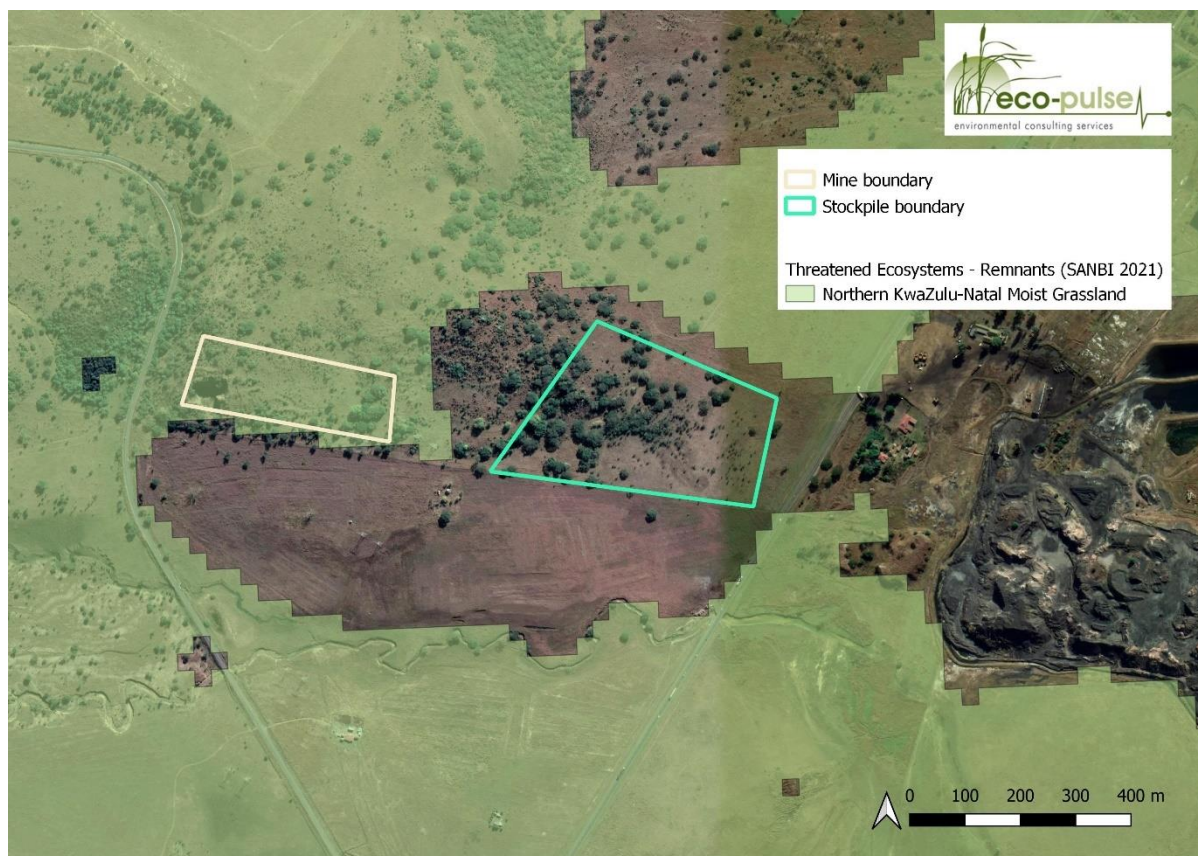 eco-pulse
environmental consulting services
Mine boundary
Stockpile boundary
Threatened Ecosystems - Remnants (SANBI 2021)
Northern KwaZulu-Natal Moist Grassland
0 100 200 300 400 m